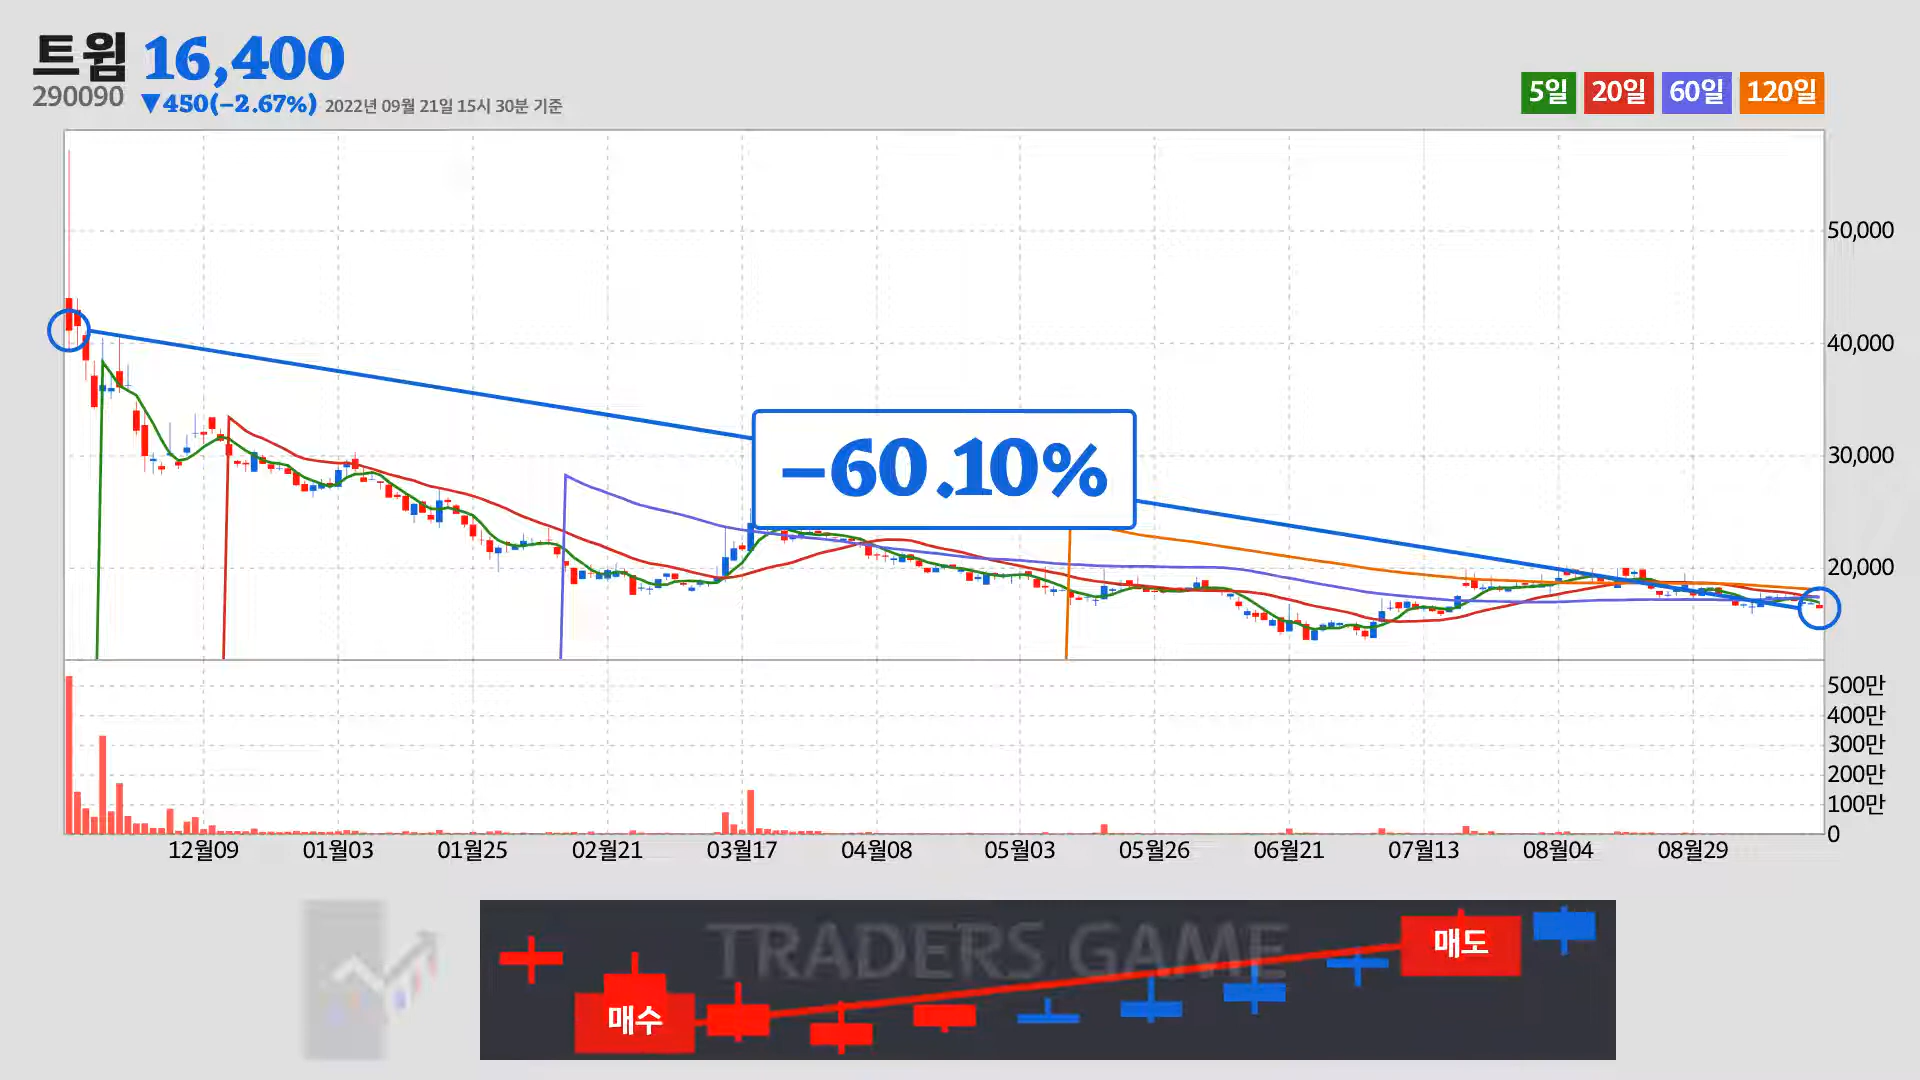 트윔 16,400
290090 ▼450(−2.67%) 2022년 09월 21일 15시 30분 기준
5일 20일 60일 120일
50,000
40,000
30,000
20,000
−60.10%
500만
400만
300만
200만
100만
0
12월09 01월03 01월25 02월21 03월17 04월08 05월03 05월26 06월21 07월13 08월04 08월29
TRADERS GAME
매도
매수